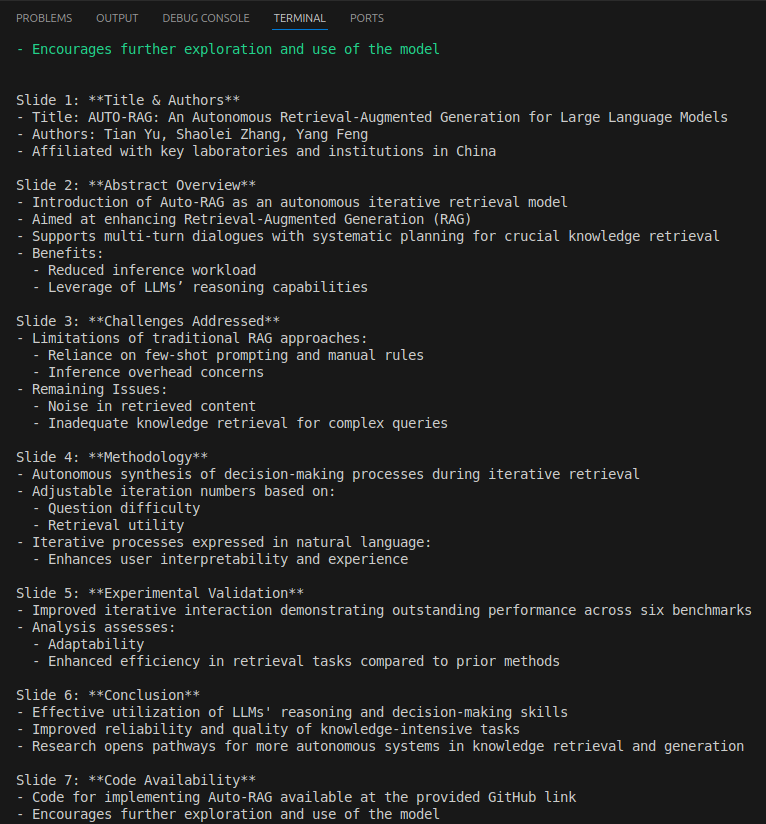 PROBLEMS OUTPUT DEBUG CONSOLE TERMINAL PORTS
- Encourages further exploration and use of the model
Slide 1: **Title & Authors**
- Title: AUTO-RAG: An Autonomous Retrieval-Augmented Generation for Large Language Models
- Authors: Tian Yu, Shaolei Zhang, Yang Feng
- Affiliated with key laboratories and institutions in China
Slide 2: **Abstract Overview**
- Introduction of Auto-RAG as an autonomous iterative retrieval model
- Aimed at enhancing Retrieval-Augmented Generation (RAG)
- Supports multi-turn dialogues with systematic planning for crucial knowledge retrieval
- Benefits:
  - Reduced inference workload
  - Leverage of LLMs’ reasoning capabilities
Slide 3: **Challenges Addressed**
- Limitations of traditional RAG approaches:
  - Reliance on few-shot prompting and manual rules
  - Inference overhead concerns
- Remaining Issues:
  - Noise in retrieved content
  - Inadequate knowledge retrieval for complex queries
Slide 4: **Methodology**
- Autonomous synthesis of decision-making processes during iterative retrieval
- Adjustable iteration numbers based on:
  - Question difficulty
  - Retrieval utility
- Iterative processes expressed in natural language:
  - Enhances user interpretability and experience
Slide 5: **Experimental Validation**
- Improved iterative interaction demonstrating outstanding performance across six benchmarks
- Analysis assesses:
  - Adaptability
  - Enhanced efficiency in retrieval tasks compared to prior methods
Slide 6: **Conclusion**
- Effective utilization of LLMs' reasoning and decision-making skills
- Improved reliability and quality of knowledge-intensive tasks
- Research opens pathways for more autonomous systems in knowledge retrieval and generation
Slide 7: **Code Availability**
- Code for implementing Auto-RAG available at the provided GitHub link
- Encourages further exploration and use of the model